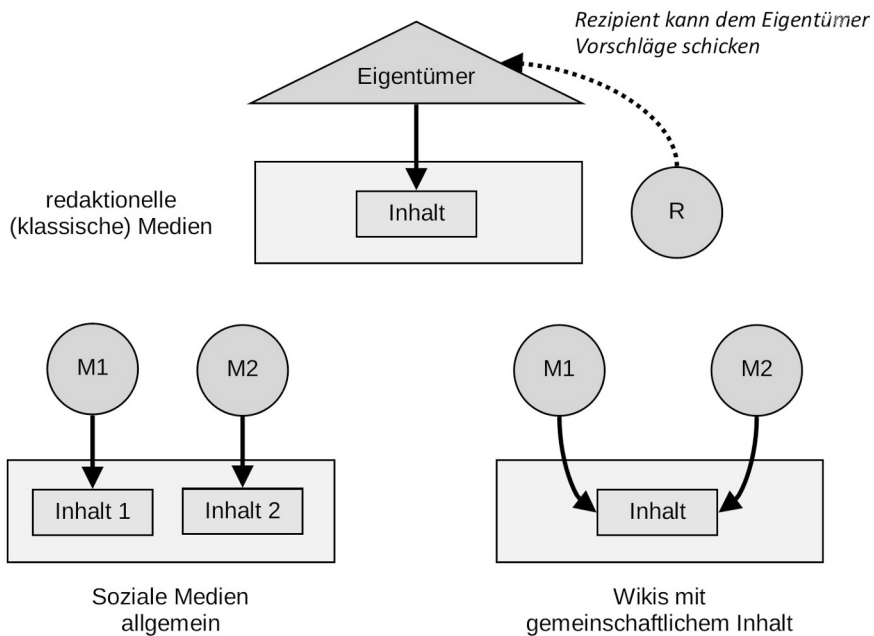 Rezipient kann dem Eigentümer
Vorschläge schicken
Eigentümer
redaktionelle
(klassische) Medien
Inhalt
R
M1
M2
M1
M2
Inhalt 1
Inhalt 2
Inhalt
Soziale Medien
allgemein
Wikis mit
gemeinschaftlichem Inhalt